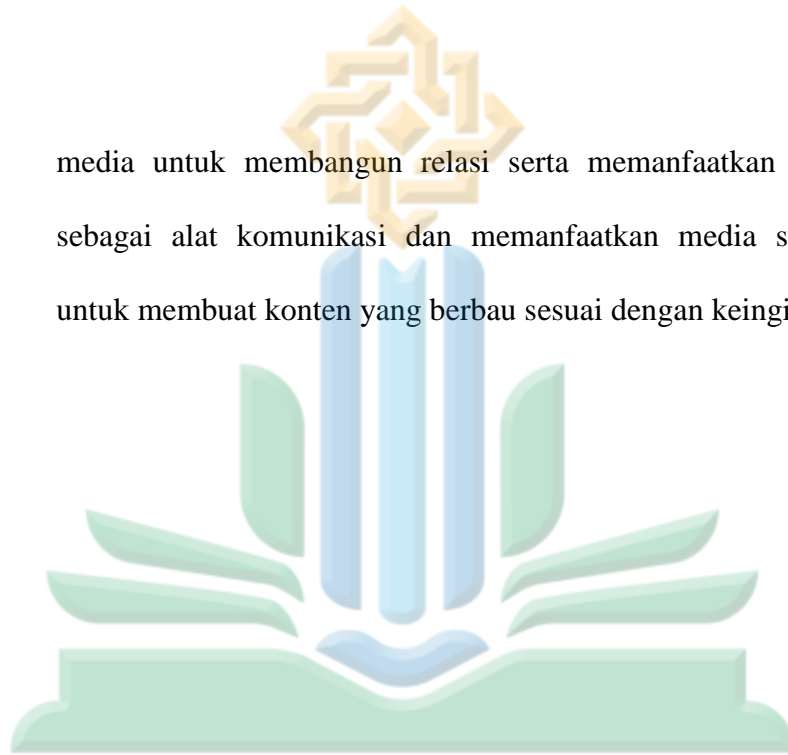 media untuk membangun relasi serta memanfaatkan
sebagai alat komunikasi dan memanfaatkan media
untuk membuat konten yang berbau sesuai dengan